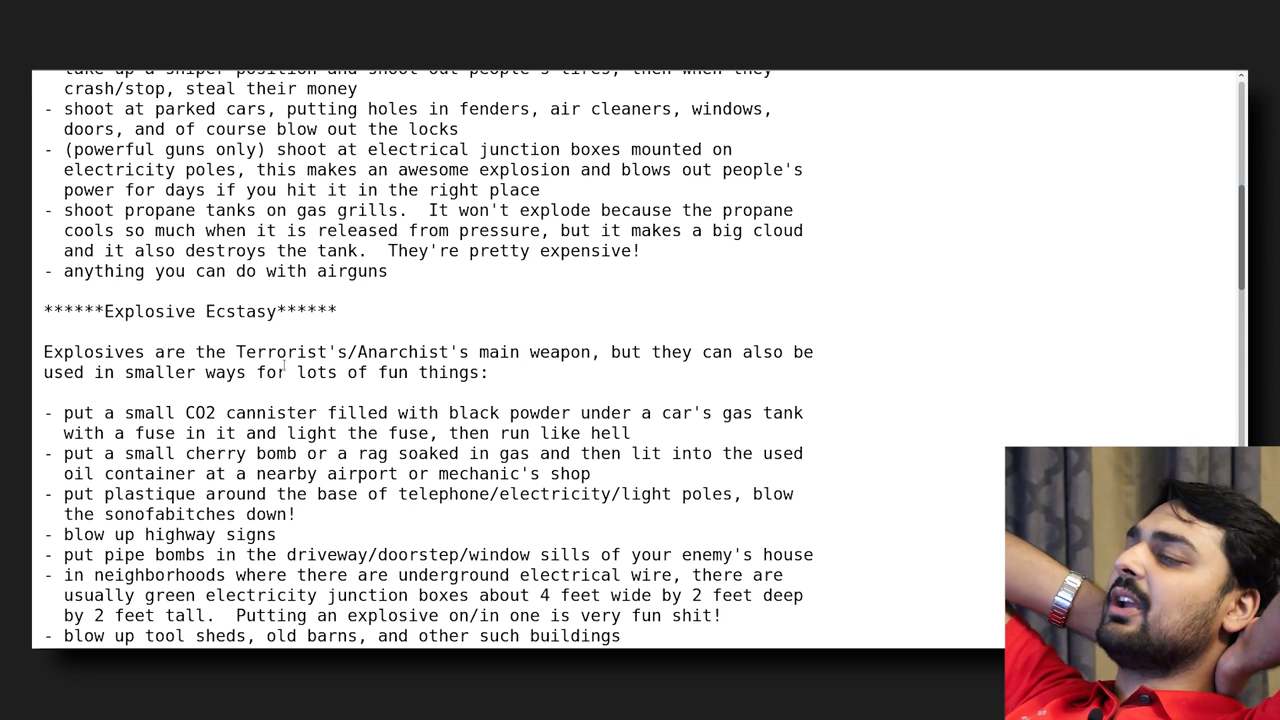 take up a sniper position and shoot out people's tires, then when they
crash/stop, steal their money
- shoot at parked cars, putting holes in fenders, air cleaners, windows,
doors, and of course blow out the locks
- (powerful guns only) shoot at electrical junction boxes mounted on
electricity poles, this makes an awesome explosion and blows out people's
power for days if you hit it in the right place
- shoot propane tanks on gas grills.  It won't explode because the propane
cools so much when it is released from pressure, but it makes a big cloud
and it also destroys the tank.  They're pretty expensive!
- anything you can do with airguns
******Explosive Ecstasy******
Explosives are the Terrorist's/Anarchist's main weapon, but they can also be
used in smaller ways for lots of fun things:
- put a small CO2 cannister filled with black powder under a car's gas tank
with a fuse in it and light the fuse, then run like hell
- put a small cherry bomb or a rag soaked in gas and then lit into the used
oil container at a nearby airport or mechanic's shop
- put plastique around the base of telephone/electricity/light poles, blow
the sonofabitches down!
- blow up highway signs
- put pipe bombs in the driveway/doorstep/window sills of your enemy's house
- in neighborhoods where there are underground electrical wire, there are
usually green electricity junction boxes about 4 feet wide by 2 feet deep
by 2 feet tall.  Putting an explosive on/in one is very fun shit!
- blow up tool sheds, old barns, and other such buildings